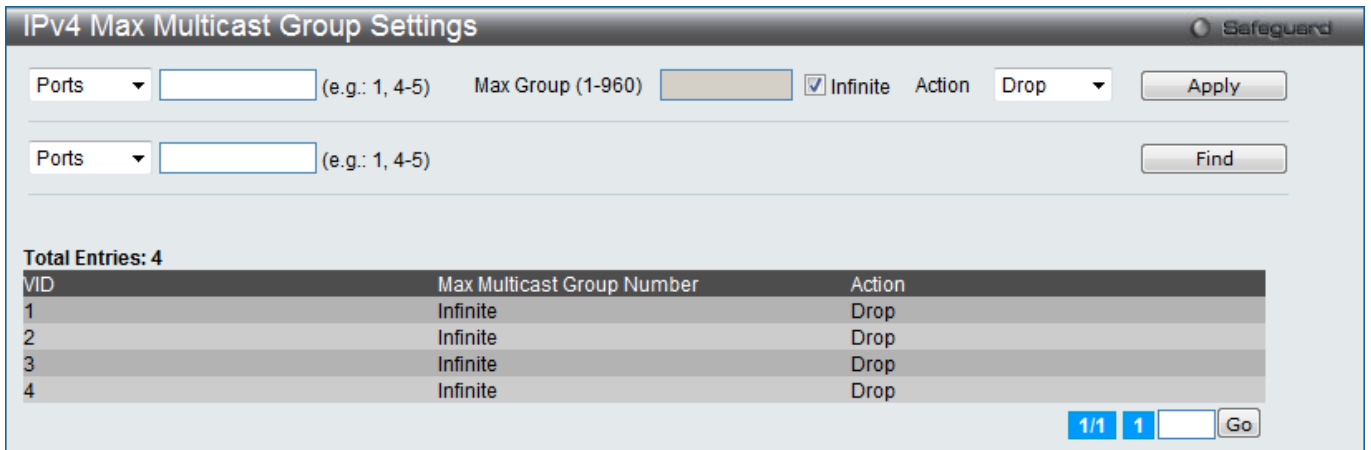 IPv4 Max Multicast Group Settings
Safeguard
Ports (e.g.: 1, 4-5) Max Group (1-960) Infinite Action Drop Apply
Ports (e.g.: 1, 4-5) Find
Total Entries: 4
VID Max Multicast Group Number Action
1 Infinite Drop
2 Infinite Drop
3 Infinite Drop
4 Infinite Drop
1/1 1 Go